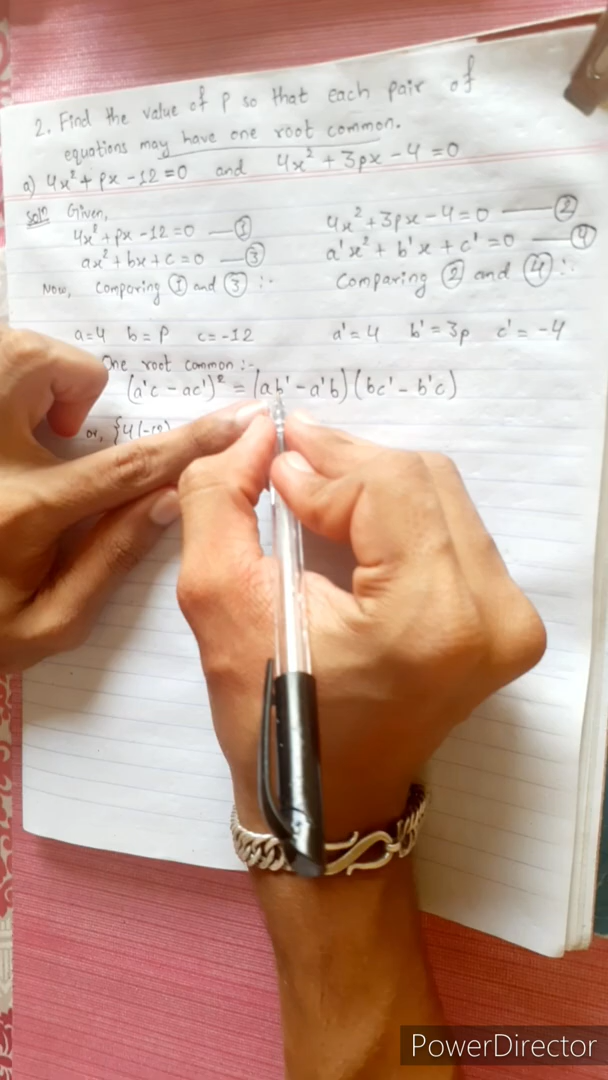 2. Find the value of P so that each pair of
equations may have one root common.
a) 4x² + px - 12 = 0 and 4x² + 3px - 4 = 0
Solⁿ Given,
4x² + px - 12 = 0 — ① 4x² + 3px - 4 = 0 — ②
ax² + bx + c = 0 — ③ a'x² + b'x + c' = 0 — ④
Now, Comparing ① and ③ :- Comparing ② and ④ :-
a = 4 b = P c = -12 a' = 4 b' = 3p c' = -4
One root common :-
(a'c - ac')² = (ab' - a'b) (bc' - b'c)
or, {4(-12)
PowerDirector